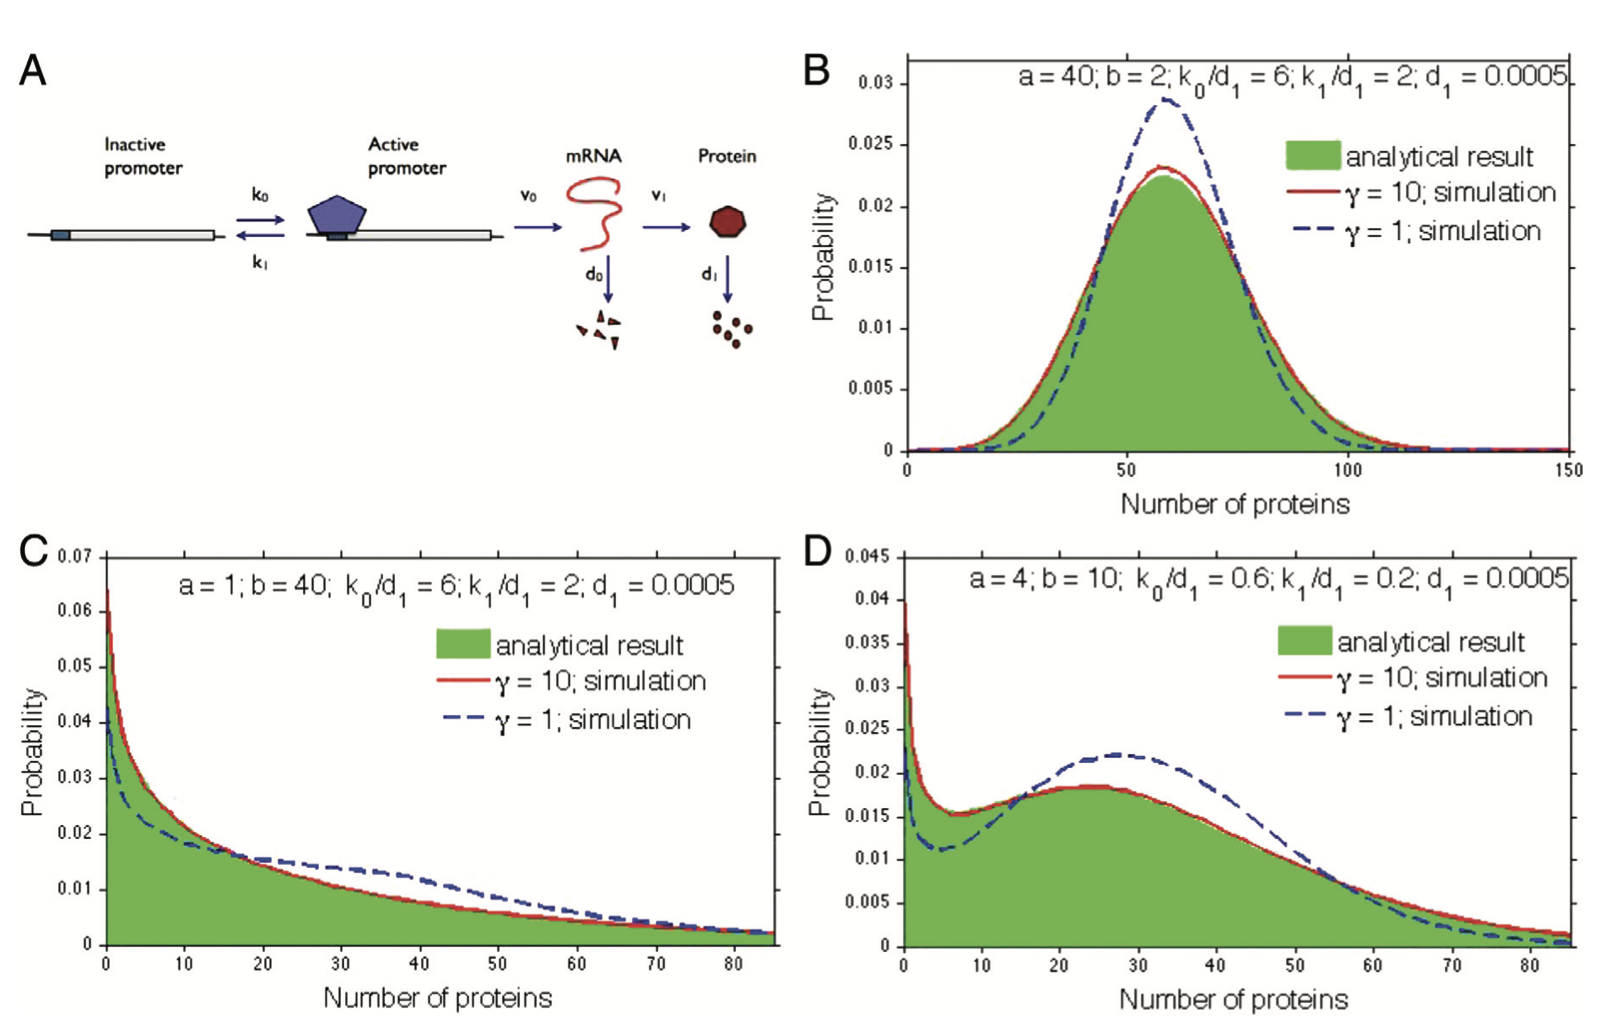 A
Inactive
promoter
Active
promoter
mRNA
Protein
k₀
k₁
v₀
v₁
d₀
d₁
B
a = 40; b = 2; k₀/d₁ = 6; k₁/d₁ = 2; d₁ = 0.0005
analytical result
γ = 10; simulation
γ = 1; simulation
Probability
0.03
0.025
0.02
0.015
0.01
0.005
0
0 50 100 150
Number of proteins
C
a = 1; b = 40; k₀/d₁ = 6; k₁/d₁ = 2; d₁ = 0.0005
analytical result
γ = 10; simulation
γ = 1; simulation
Probability
0.07
0.06
0.05
0.04
0.03
0.02
0.01
0
0 10 20 30 40 50 60 70 80
Number of proteins
D
a = 4; b = 10; k₀/d₁ = 0.6; k₁/d₁ = 0.2; d₁ = 0.0005
analytical result
γ = 10; simulation
γ = 1; simulation
Probability
0.045
0.04
0.035
0.03
0.025
0.02
0.015
0.01
0.005
0
0 10 20 30 40 50 60 70 80
Number of proteins